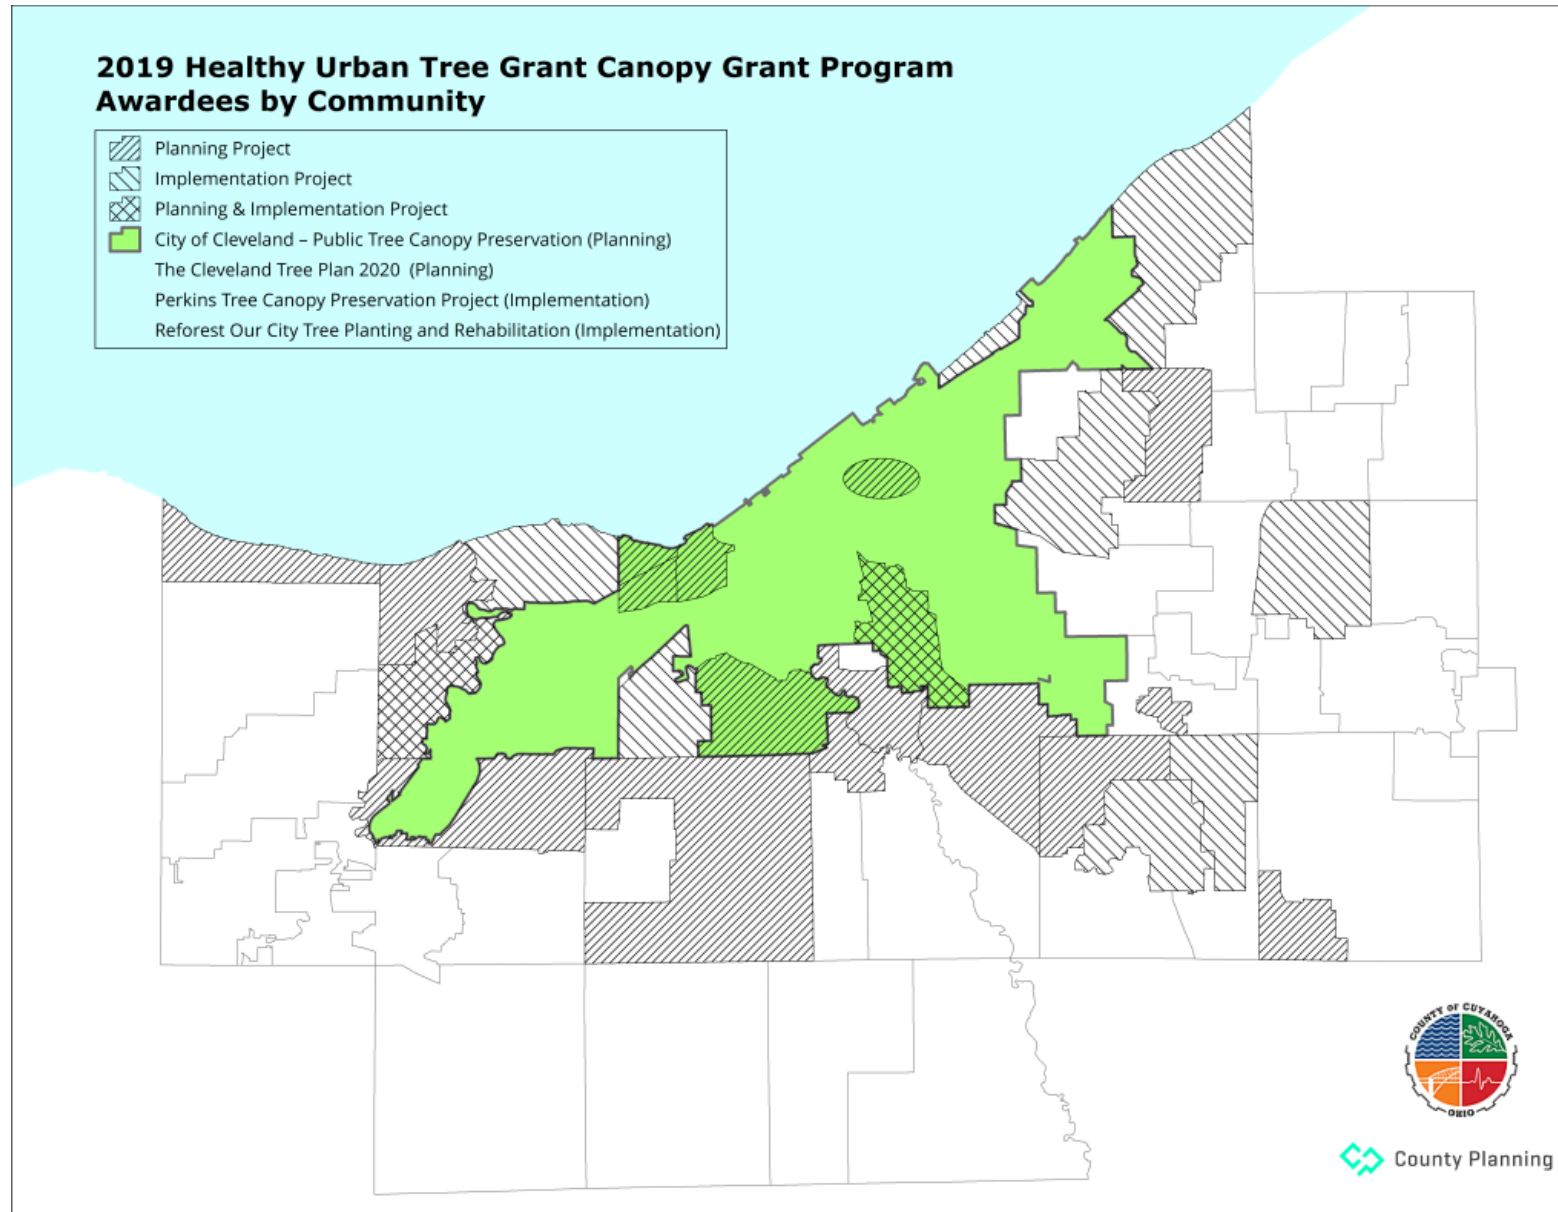 2019 Healthy Urban Tree Grant Canopy Grant Program
Awardees by Community
Planning Project
Implementation Project
Planning & Implementation Project
City of Cleveland – Public Tree Canopy Preservation (Planning)
The Cleveland Tree Plan 2020 (Planning)
Perkins Tree Canopy Preservation Project (Implementation)
Reforest Our City Tree Planting and Rehabilitation (Implementation)
COUNTY OF CUYAHOGA
OHIO
County Planning